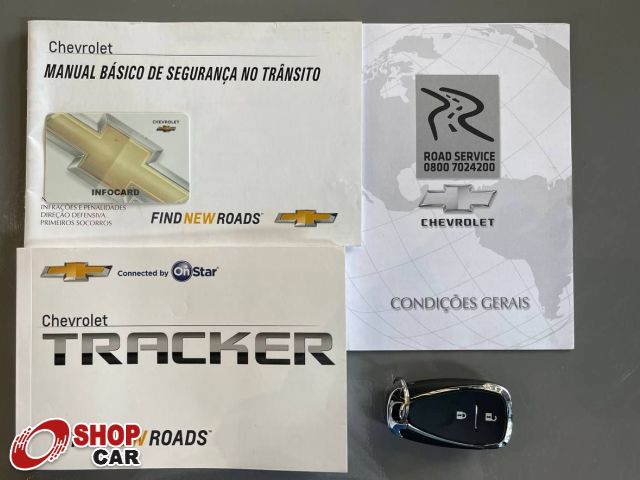 Chevrolet
MANUAL BÁSICO DE SEGURANÇA NO TRÂNSITO
CHEVROLET
INFOCARD
INFRAÇÕES E PENALIDADES
DIREÇÃO DEFENSIVA
PRIMEIROS SOCORROS
FIND NEW ROADS
ROAD SERVICE
0800 7024200
CHEVROLET
CONDIÇÕES GERAIS
Connected by OnStar
Chevrolet
TRACKER
ROADS
SHOP
CAR